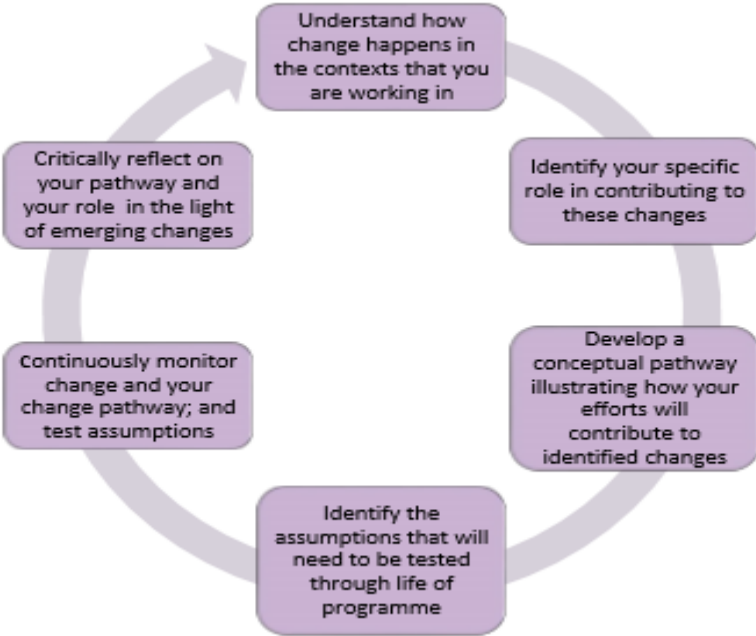 Understand how
change happens in
the contexts that you
are working in
Identify your specific
role in contributing to
these changes
Develop a
conceptual pathway
illustrating how your
efforts will
contribute to
identified changes
Identify the
assumptions that will
need to be tested
through life of
programme
Continuously monitor
change and your
change pathway; and
test assumptions
Critically reflect on
your pathway and
your role in the light
of emerging changes